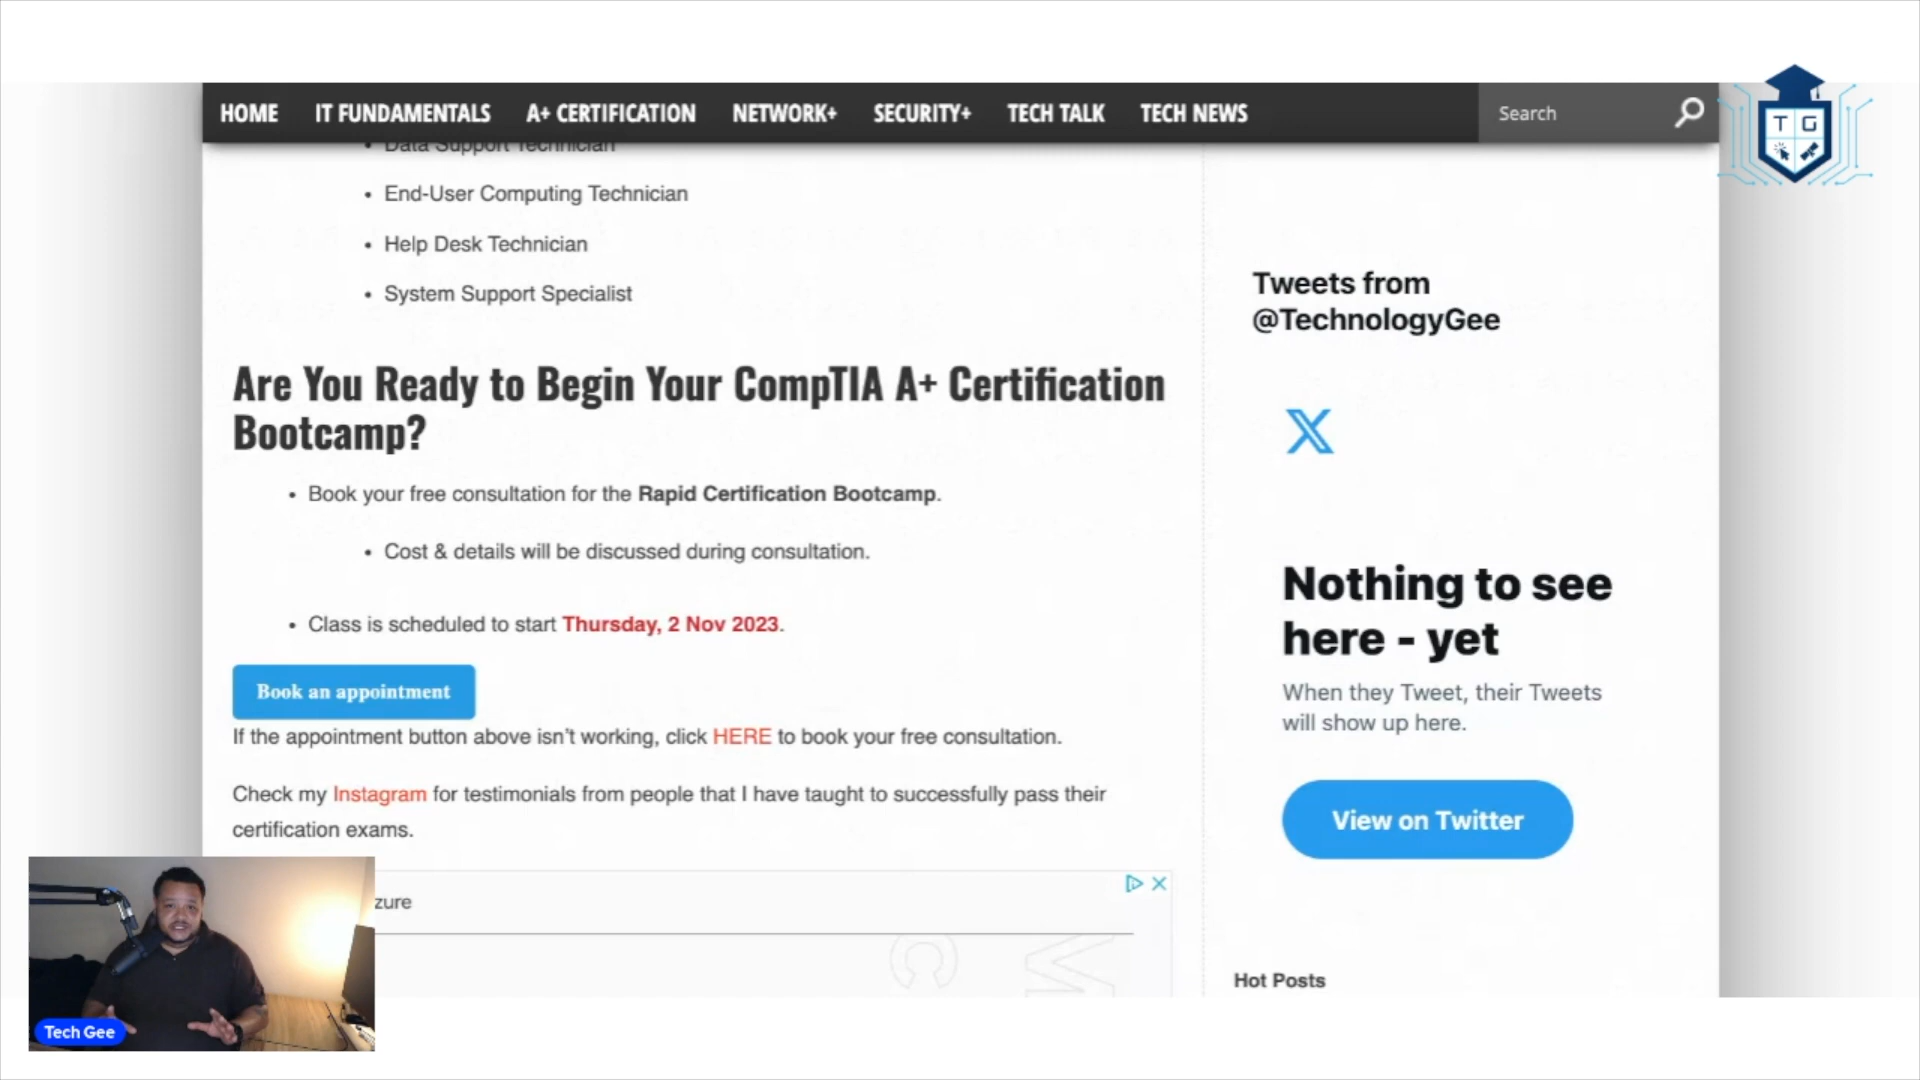 HOME IT FUNDAMENTALS A+ CERTIFICATION NETWORK+ SECURITY+ TECH TALK TECH NEWS Search
T G
• Data Support Technician
• End-User Computing Technician
• Help Desk Technician
• System Support Specialist
Are You Ready to Begin Your CompTIA A+ Certification
Bootcamp?
• Book your free consultation for the Rapid Certification Bootcamp.
• Cost & details will be discussed during consultation.
• Class is scheduled to start Thursday, 2 Nov 2023.
Book an appointment
If the appointment button above isn't working, click HERE to book your free consultation.
Check my Instagram for testimonials from people that I have taught to successfully pass their
certification exams.
zure
C M
Tech Gee
Tweets from
@TechnologyGee
Nothing to see
here - yet
When they Tweet, their Tweets
will show up here.
View on Twitter
Hot Posts